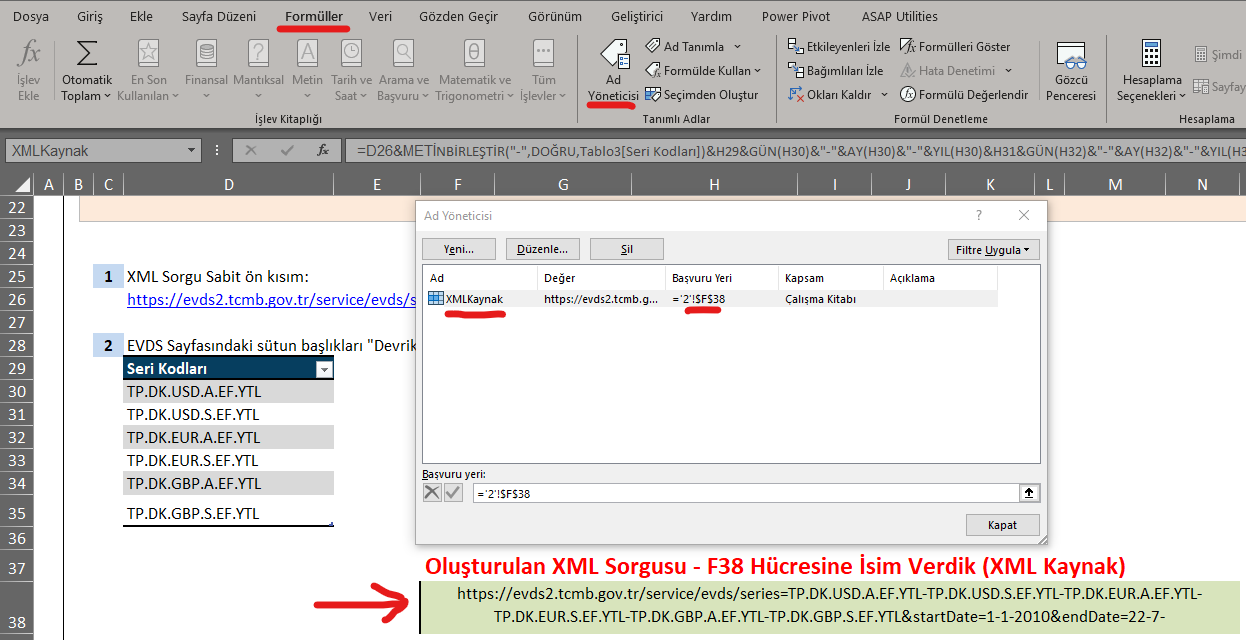 Dosya Giriş Ekle Sayfa Düzeni Formüller Veri Gözden Geçir Görünüm Geliştirici Yardım Power Pivot ASAP Utilities
fx Σ ? A θ
Ad Tanımla Etkileyenleri İzle Formülleri Göster
İşlev Otomatik En Son Finansal Mantıksal Metin Tarih ve Arama ve Matematik ve Tüm Ad Formülde Kullan Bağımlıları İzle Hata Denetimi Gözcü Hesaplama Şimdi
Ekle Toplam Kullanılan Saat Başvuru Trigonometri İşlevler Yöneticisi Seçimden Oluştur Okları Kaldır Formülü Değerlendir Penceresi Seçenekleri Sayfay
İşlev Kitaplığı Tanımlı Adlar Formül Denetleme Hesaplama
XMLKaynak fx =D26&METİNBİRLEŞTİR("-",DOĞRU,Tablo3[Seri Kodları])&H29&GÜN(H30)&"-"&AY(H30)&"-"&YIL(H30)&H31&GÜN(H32)&"-"&AY(H32)&"-"&YIL(H3
A B C D E F G H I J K L M N
22
23
24
25 1 XML Sorgu Sabit ön kısım:
26 https://evds2.tcmb.gov.tr/service/evds/s
27
28 2 EVDS Sayfasındaki sütun başlıkları "Devrik
29 Seri Kodları
30 TP.DK.USD.A.EF.YTL
31 TP.DK.USD.S.EF.YTL
32 TP.DK.EUR.A.EF.YTL
33 TP.DK.EUR.S.EF.YTL
34 TP.DK.GBP.A.EF.YTL
35 TP.DK.GBP.S.EF.YTL
36
37
38
Ad Yöneticisi ?
Yeni... Düzenle... Sil Filtre Uygula
Ad Değer Başvuru Yeri Kapsam Açıklama
XMLKaynak https://evds2.tcmb.g... ='2'!$F$38 Çalışma Kitabı
Başvuru yeri:
='2'!$F$38
Kapat
Oluşturulan XML Sorgusu - F38 Hücresine İsim Verdik (XML Kaynak)
https://evds2.tcmb.gov.tr/service/evds/series=TP.DK.USD.A.EF.YTL-TP.DK.USD.S.EF.YTL-TP.DK.EUR.A.EF.YTL-
TP.DK.EUR.S.EF.YTL-TP.DK.GBP.A.EF.YTL-TP.DK.GBP.S.EF.YTL&startDate=1-1-2010&endDate=22-7-